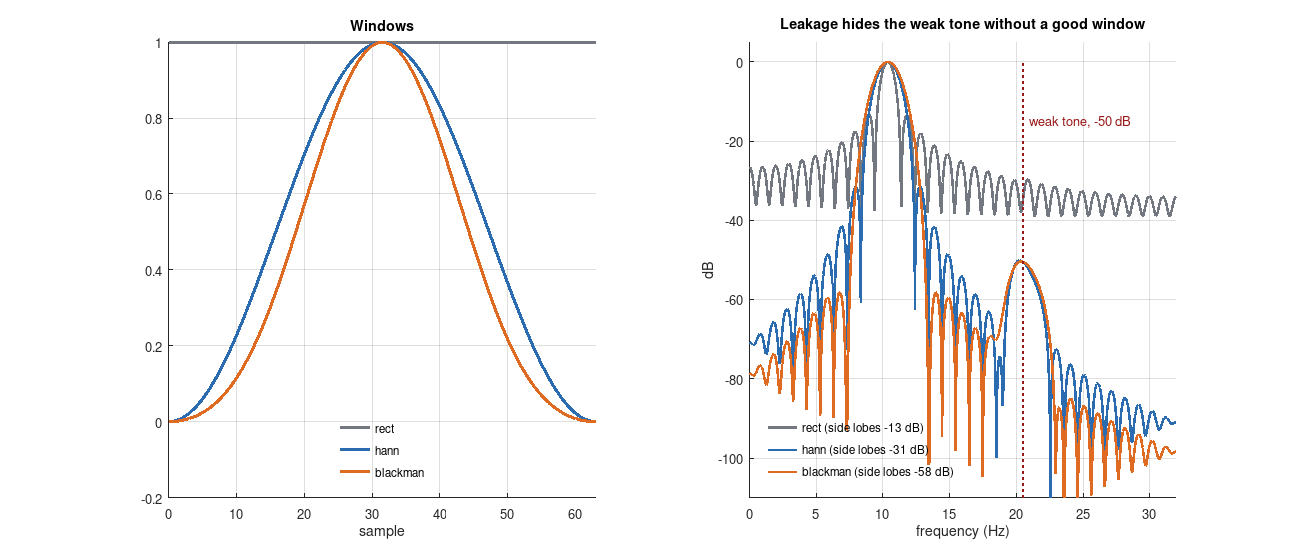 Windows
1
0.8
0.6
0.4
0.2
0
-0.2
0
10
20
30
40
50
60
sample
rect
hann
blackman
Leakage hides the weak tone without a good window
0
-20
-40
-60
-80
-100
dB
0
5
10
15
20
25
30
frequency (Hz)
weak tone, -50 dB
rect (side lobes -13 dB)
hann (side lobes -31 dB)
blackman (side lobes -58 dB)